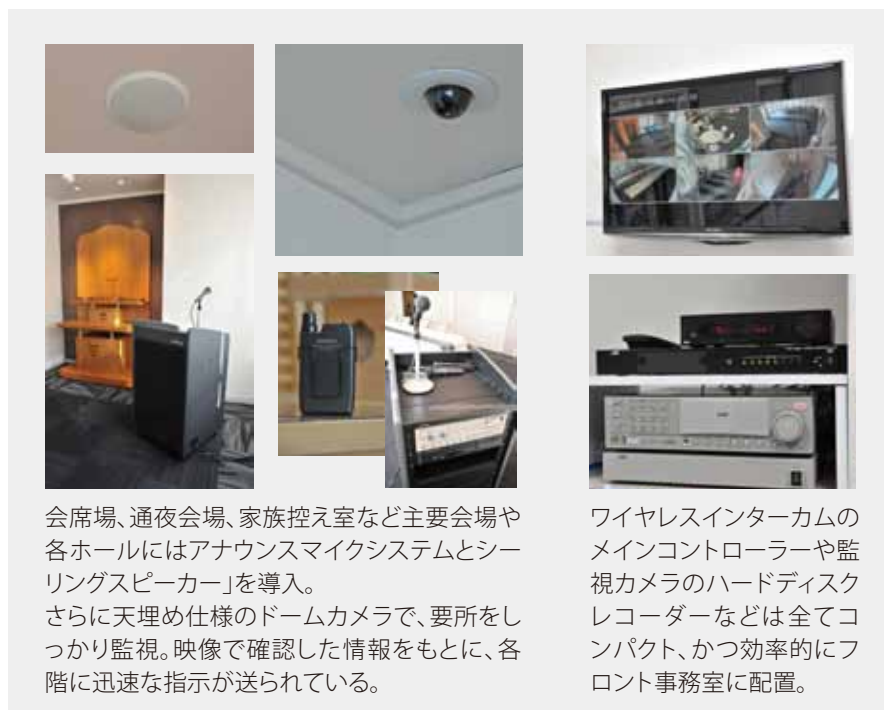 会席場、通夜会場、家族控え室など主要会場や
各ホールにはアナウンスマイクシステムとシー
リングスピーカー」を導入。
さらに天埋め仕様のドームカメラで、要所をし
っかり監視。映像で確認した情報をもとに、各
階に迅速な指示が送られている。
ワイヤレスインターカムの
メインコントローラーや監
視カメラのハードディスク
レコーダーなどは全てコ
ンパクト、かつ効率的にフ
ロント事務室に配置。